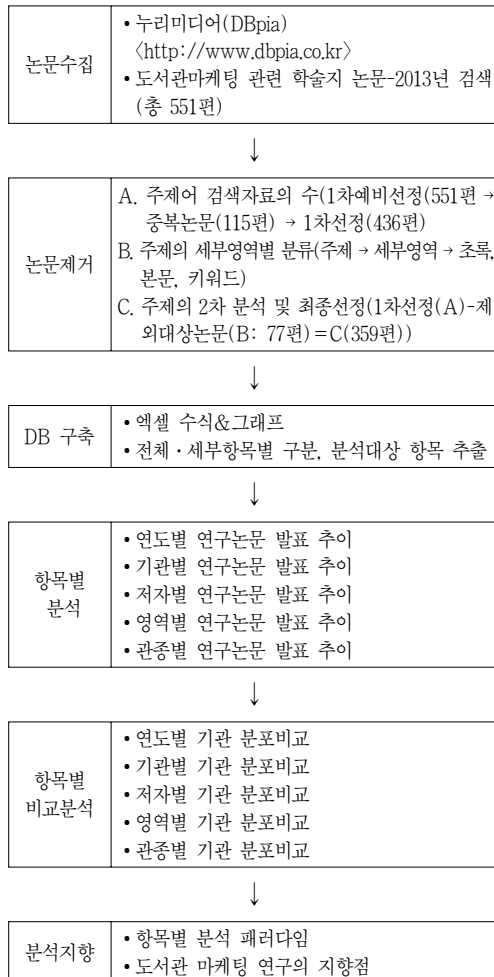 논문수집
• 누리미디어(DBpia)
〈http://www.dbpia.co.kr〉
• 도서관마케팅 관련 학술지 논문-2013년 검색
(총 551편)
↓
논문제거
A. 주제어 검색자료의 수(1차예비선정(551편 →
중복논문(115편) → 1차선정(436편)
B. 주제의 세부영역별 분류(주제 → 세부영역 → 초록,
본문, 키워드)
C. 주제의 2차 분석 및 최종선정(1차선정(A)-제
외대상논문(B: 77편)=C(359편))
↓
DB 구축
• 엑셀 수식&그래프
• 전체·세부항목별 구분, 분석대상 항목 추출
↓
항목별
분석
• 연도별 연구논문 발표 추이
• 기관별 연구논문 발표 추이
• 저자별 연구논문 발표 추이
• 영역별 연구논문 발표 추이
• 관종별 연구논문 발표 추이
↓
항목별
비교분석
• 연도별 기관 분포비교
• 기관별 기관 분포비교
• 저자별 기관 분포비교
• 영역별 기관 분포비교
• 관종별 기관 분포비교
↓
분석지향
• 항목별 분석 패러다임
• 도서관 마케팅 연구의 지향점